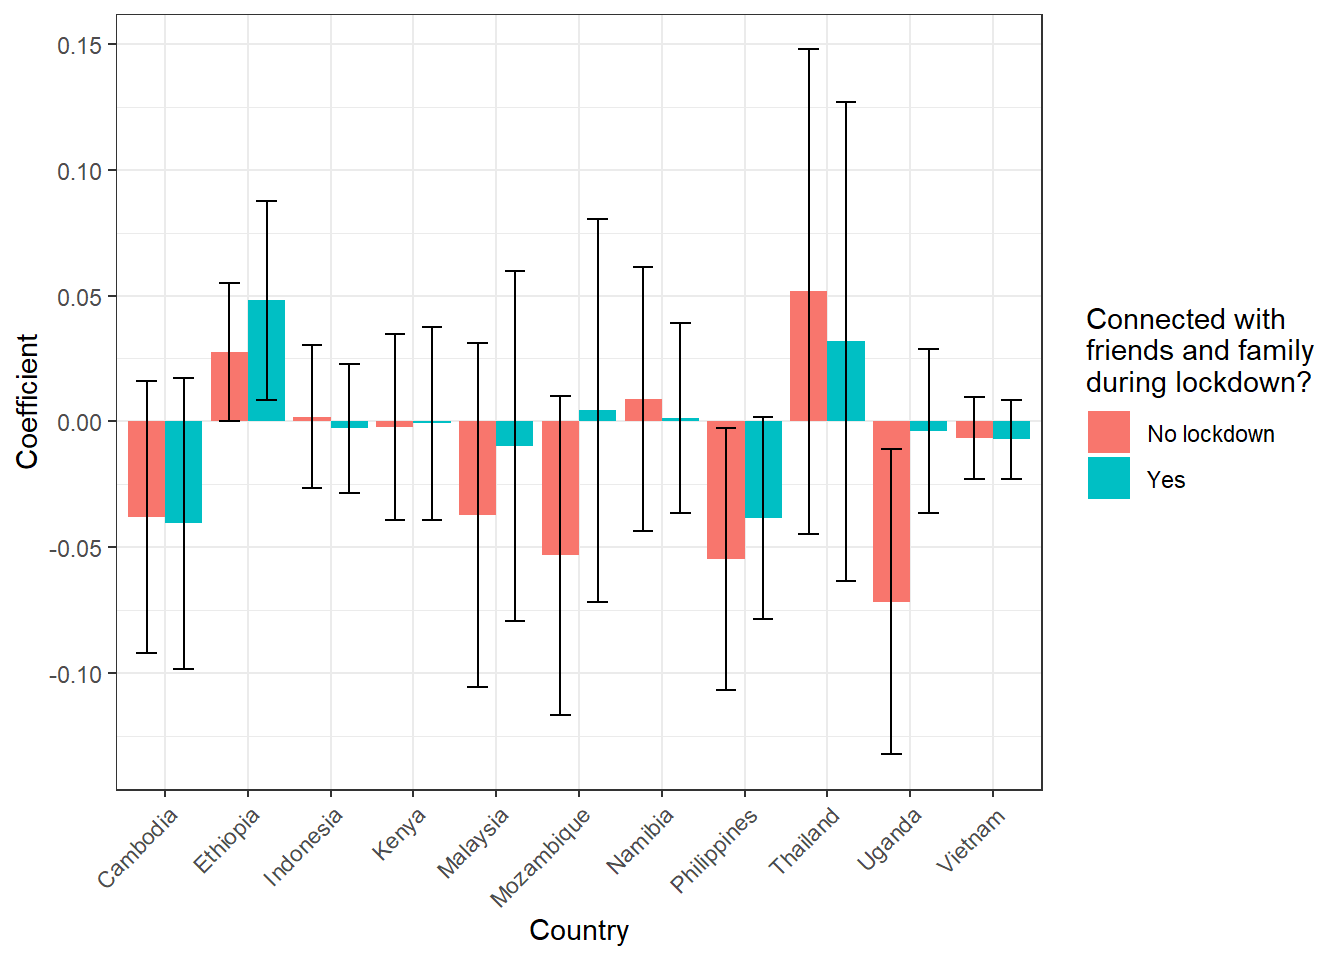 0.15
0.10
0.05
0.00
-0.05
-0.10
Coefficient
Cambodia
Ethiopia
Indonesia
Kenya
Malaysia
Mozambique
Namibia
Philippines
Thailand
Uganda
Vietnam
Country
Connected with
friends and family
during lockdown?
No lockdown
Yes